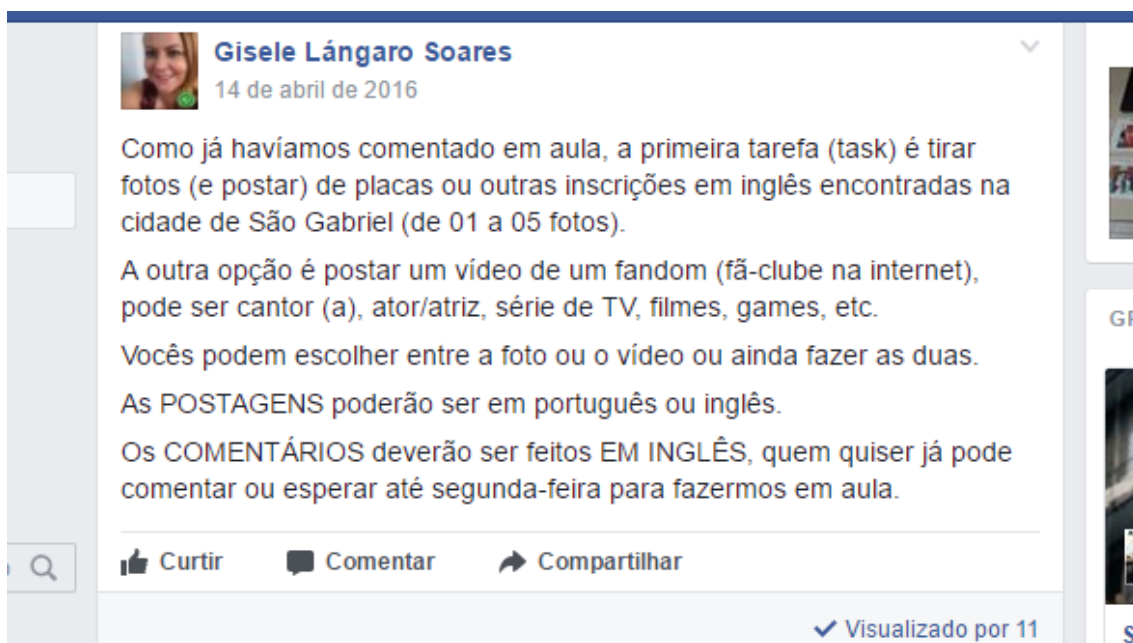 Gisele Lángaro Soares
14 de abril de 2016
Como já havíamos comentado em aula, a primeira tarefa (task) é tirar
fotos (e postar) de placas ou outras inscrições em inglês encontradas na
cidade de São Gabriel (de 01 a 05 fotos).
A outra opção é postar um vídeo de um fandom (fã-clube na internet),
pode ser cantor (a), ator/atriz, série de TV, filmes, games, etc.
Vocês podem escolher entre a foto ou o vídeo ou ainda fazer as duas.
As POSTAGENS poderão ser em português ou inglês.
Os COMENTÁRIOS deverão ser feitos EM INGLÊS, quem quiser já pode
comentar ou esperar até segunda-feira para fazermos em aula.
Curtir Comentar Compartilhar
Visualizado por 11